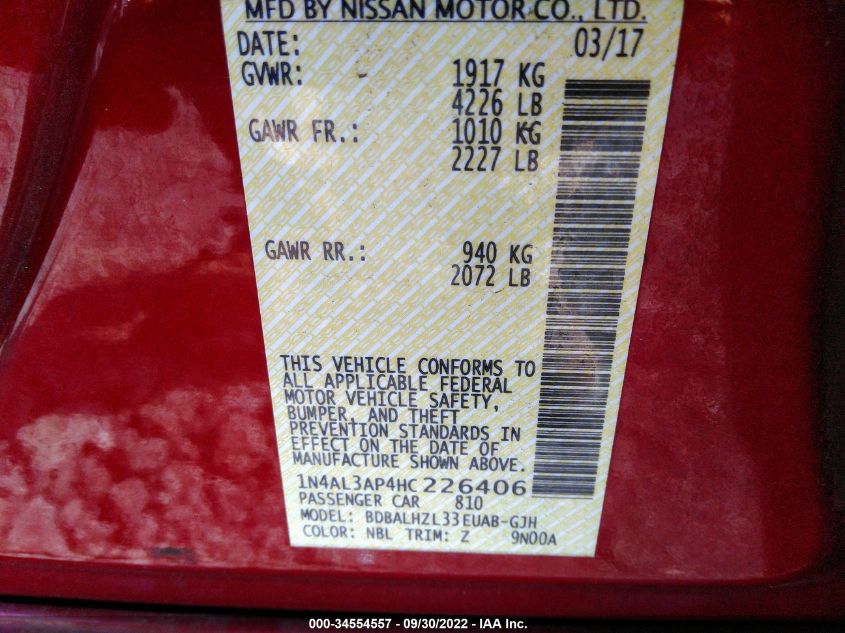 MFD BY NISSAN MOTOR CO., LTD.
DATE: 03/17
GVWR: 1917 KG
4226 LB
GAWR FR.: 1010 KG
2227 LB
GAWR RR.: 940 KG
2072 LB
THIS VEHICLE CONFORMS TO
ALL APPLICABLE FEDERAL
MOTOR VEHICLE SAFETY,
BUMPER, AND THEFT
PREVENTION STANDARDS IN
EFFECT ON THE DATE OF
MANUFACTURE SHOWN ABOVE.
1N4AL3AP4HC226406
PASSENGER CAR 810
MODEL: BDBALHZL33EUAB-GJH
COLOR: NBL TRIM: Z 9N00A
000-34554557 - 09/30/2022 - IAA Inc.